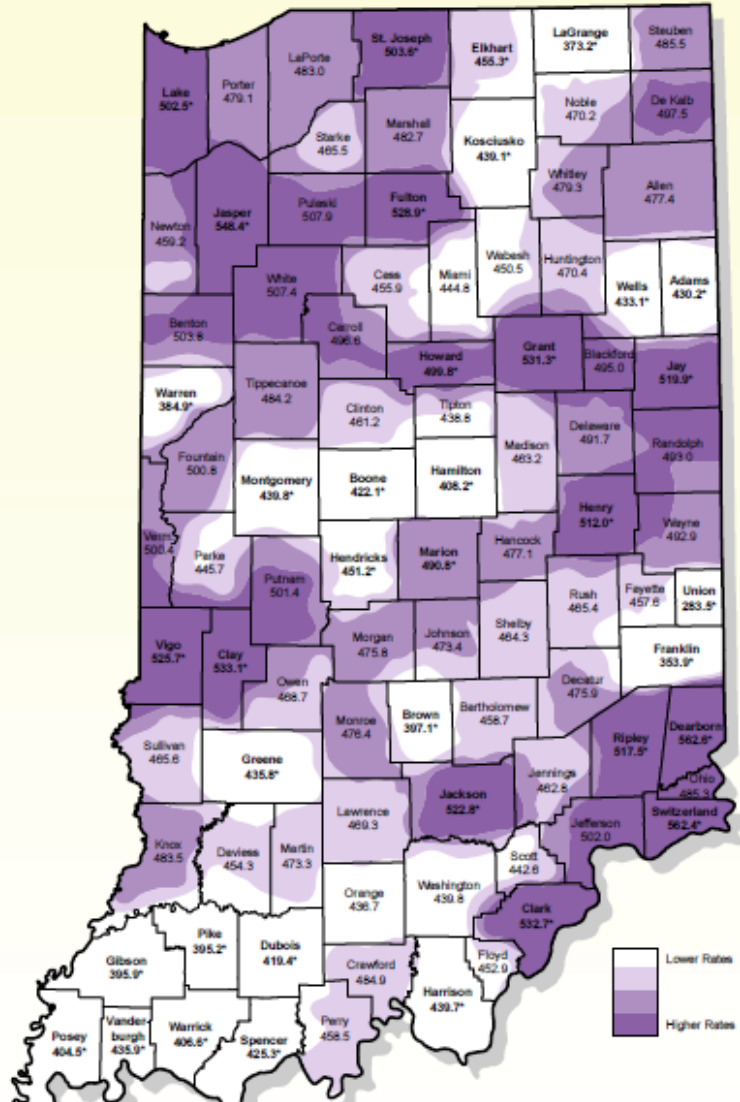 St. Joseph
503.6*
Elkhart
455.3*
LaGrange
373.2*
Steuben
485.5
LaPorte
483.0
Porter
479.1
Lake
502.5*
Noble
470.2
De Kalb
497.5
Starke
465.5
Marshall
482.7
Kosciusko
439.1*
Whitley
479.3
Allen
477.4
Newton
459.2
Jasper
548.4*
Pulaski
507.9
Fulton
528.9*
Wabash
450.5
Huntington
470.4
White
507.4
Cass
455.9
Miami
444.8
Wells
433.1*
Adams
430.2*
Benton
503.8
Carroll
496.6
Howard
499.8*
Grant
531.3*
Blackford
495.0
Jay
519.9*
Warren
384.9*
Tippecanoe
484.2
Clinton
461.2
Tipton
438.8
Madison
463.2
Delaware
491.7
Randolph
493.0
Fountain
500.8
Montgomery
439.8*
Boone
422.1*
Hamilton
408.2*
Henry
512.0*
Wayne
492.9
Verm.
500.4
Parke
445.7
Putnam
501.4
Hendricks
451.2*
Marion
490.8*
Hancock
477.1
Rush
465.4
Fayette
457.6
Union
283.5*
Vigo
525.7*
Clay
533.1*
Morgan
475.8
Johnson
473.4
Shelby
464.3
Franklin
353.9*
Owen
468.7
Decatur
475.9
Monroe
476.4
Brown
397.1*
Bartholomew
458.7
Ripley
517.5*
Dearborn
562.6*
Sullivan
465.6
Greene
435.8*
Jackson
522.8*
Jennings
462.8
Ohio
485.3
Switzerland
562.4*
Lawrence
469.3
Jefferson
502.0
Knox
483.5
Daviess
454.3
Martin
473.3
Scott
442.6
Orange
436.7
Washington
439.8
Clark
532.7*
Pike
395.2*
Dubois
419.4*
Gibson
395.9*
Floyd
452.9
Crawford
484.9
Harrison
439.7*
Posey
404.5*
Vander-
burgh
435.9*
Warrick
406.6*
Spencer
425.3*
Perry
458.5
Lower Rates
Higher Rates